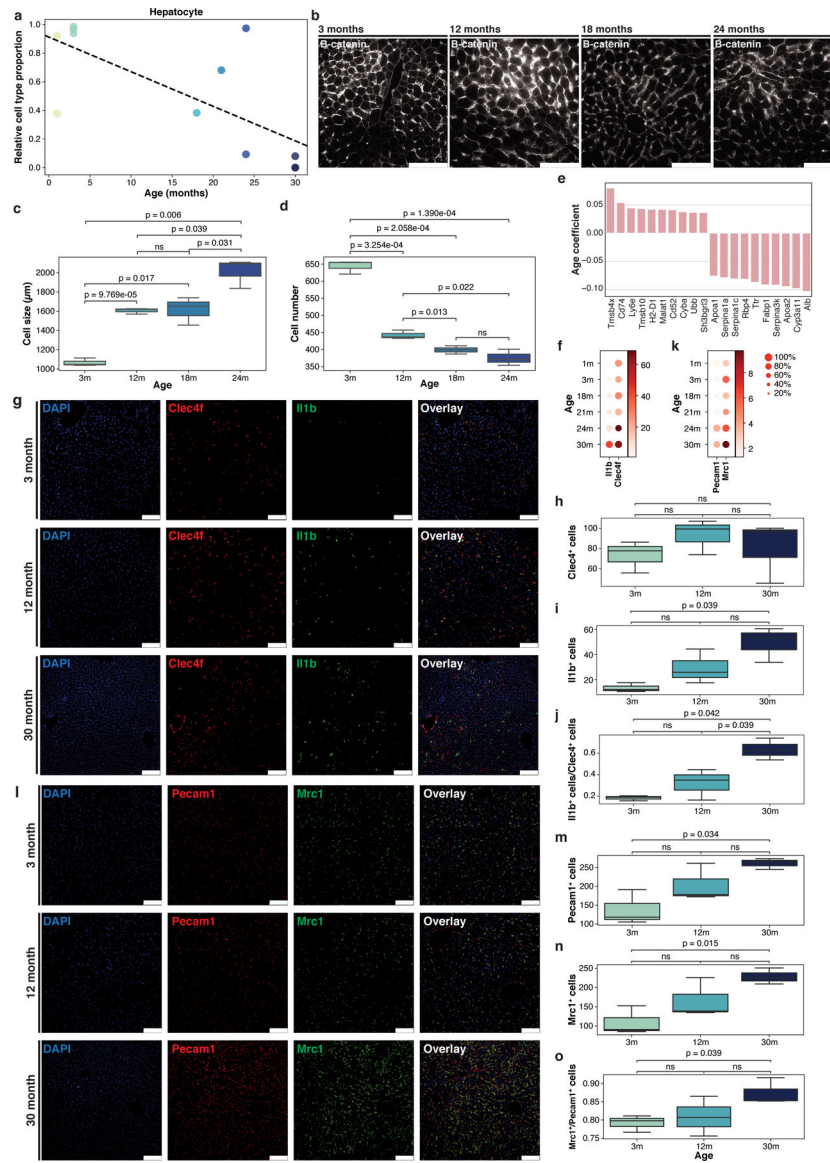 a
Hepatocyte
Relative cell type proportion
1.0
0.8
0.6
0.4
0.2
0.0
0 5 10 15 20 25 30
Age (months)
b
3 months 12 months 18 months 24 months
B-catenin B-catenin B-catenin B-catenin
c
p = 0.006
p = 0.039
ns p = 0.031
p = 0.017
p = 9.769e-05
Cell size (µm)
2000
1800
1600
1400
1200
1000
3m 12m 18m 24m
Age
d
p = 1.390e-04
p = 2.058e-04
p = 3.254e-04
p = 0.022
p = 0.013 ns
Cell number
650
600
550
500
450
400
350
3m 12m 18m 24m
Age
e
Age coefficient
0.05
0.00
−0.05
−0.10
Tmsb4x
Cd74
Ly6e
Tmsb10
H2-D1
Malat1
Cd52
Cyba
Ubb
Sh3bgrl3
Apoa1
Serpina1a
Serpina1c
Rbp4
Ttr
Fabp1
Serpina3k
Apoa2
Cyp3a11
Alb
f
Age
1m
3m
18m
21m
24m
30m
Il1b
Clec4f
60
40
20
k
Age
1m
3m
18m
21m
24m
30m
Pecam1
Mrc1
8
6
4
2
100%
80%
60%
40%
20%
g
3 month
DAPI Clec4f Il1b Overlay
12 month
DAPI Clec4f Il1b Overlay
30 month
DAPI Clec4f Il1b Overlay
h
ns
ns ns
Clec4⁺ cells
100
80
60
3m 12m 30m
i
p = 0.039
ns ns
Il1b⁺ cells
60
40
20
3m 12m 30m
j
p = 0.042
ns p = 0.039
Il1b⁺ cells/Clec4⁺ cells
0.6
0.4
0.2
3m 12m 30m
l
3 month
DAPI Pecam1 Mrc1 Overlay
12 month
DAPI Pecam1 Mrc1 Overlay
30 month
DAPI Pecam1 Mrc1 Overlay
m
p = 0.034
ns ns
Pecam1⁺ cells
250
200
150
100
3m 12m 30m
n
p = 0.015
ns ns
Mrc1⁺ cells
250
200
150
100
3m 12m 30m
o
p = 0.039
ns ns
Mrc1⁺/Pecam1⁺ cells
0.90
0.85
0.80
0.75
3m 12m 30m
Age